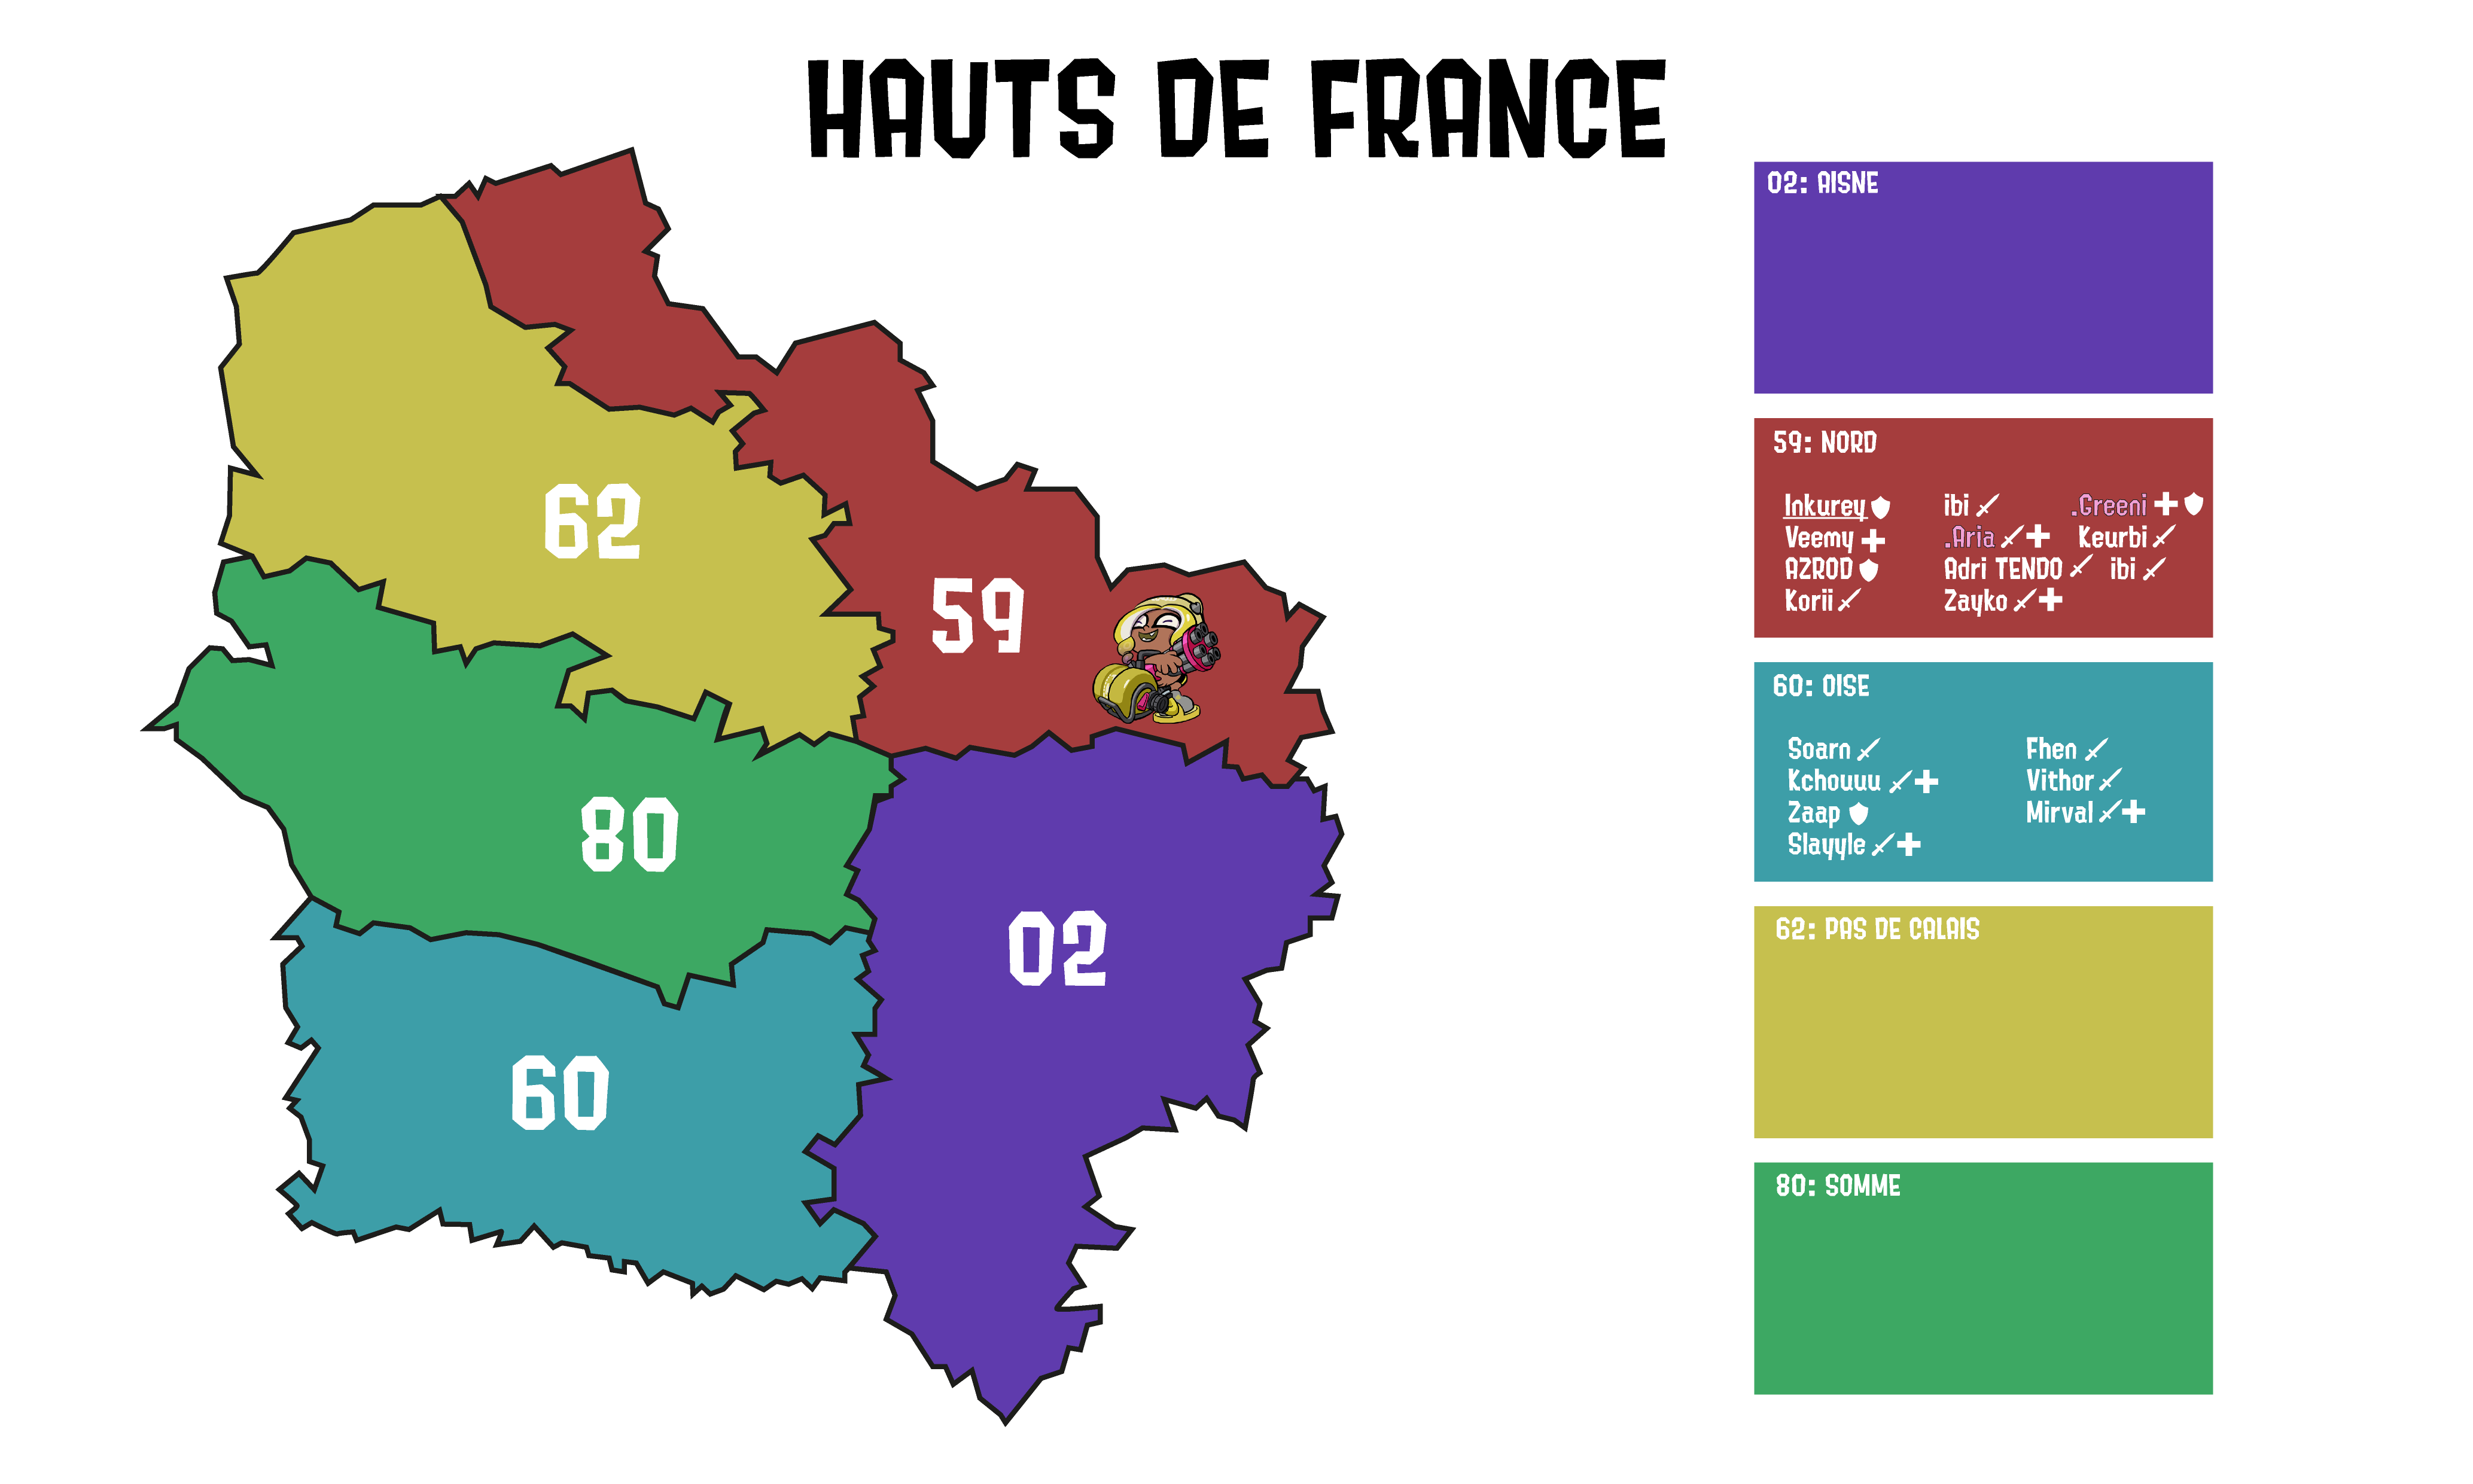 HAUTS DE FRANCE
62
59
80
02
60
02: AISNE
59: NORD
Inkurey ibi .Greeni
Veemy .Aria Keurbi
AZROD Adri TENDO ibi
Korii Zayko
60: OISE
Soarn Fhen
Kchouuu Vithor
Zaap Mirval
Slayyle
62: PAS DE CALAIS
80: SOMME